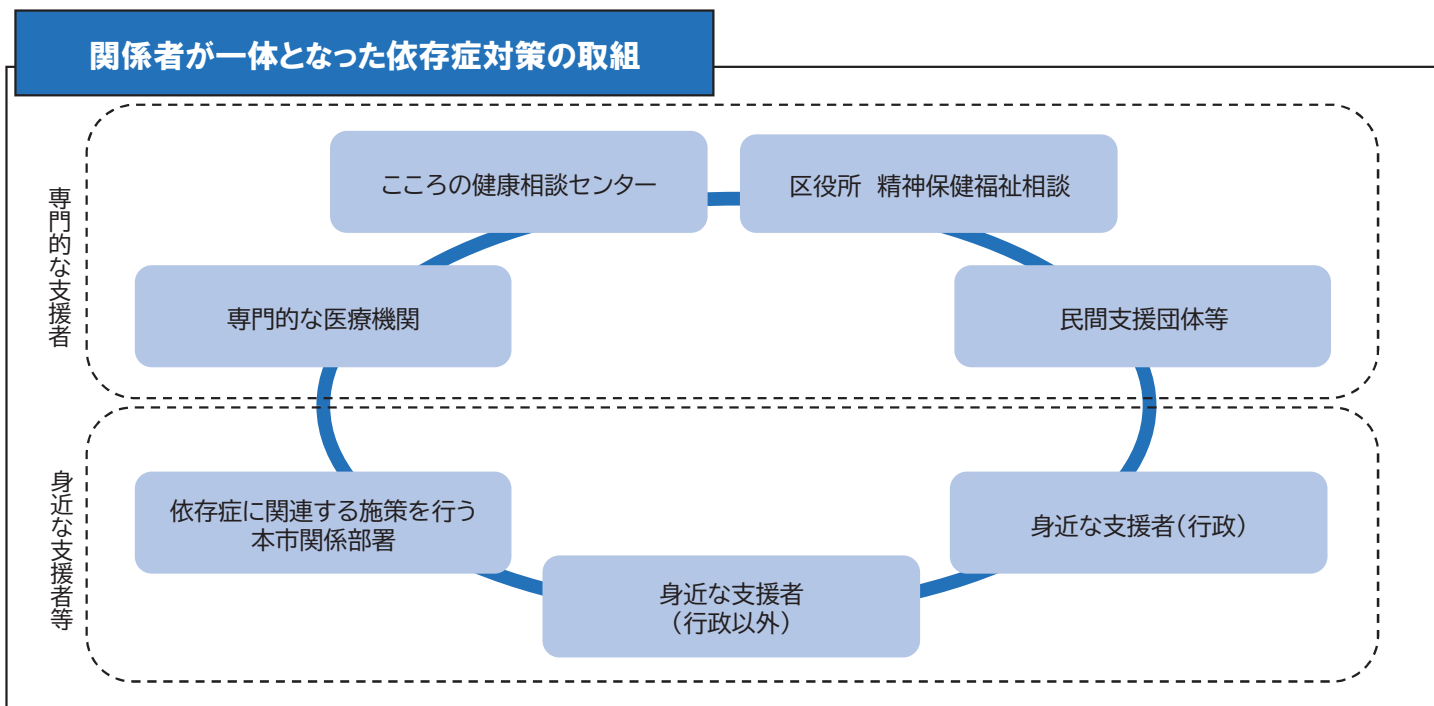 関係者が一体となった依存症対策の取組
専門的な支援者
こころの健康相談センター
区役所 精神保健福祉相談
専門的な医療機関
民間支援団体等
身近な支援者等
依存症に関連する施策を行う
本市関係部署
身近な支援者(行政)
身近な支援者
(行政以外)